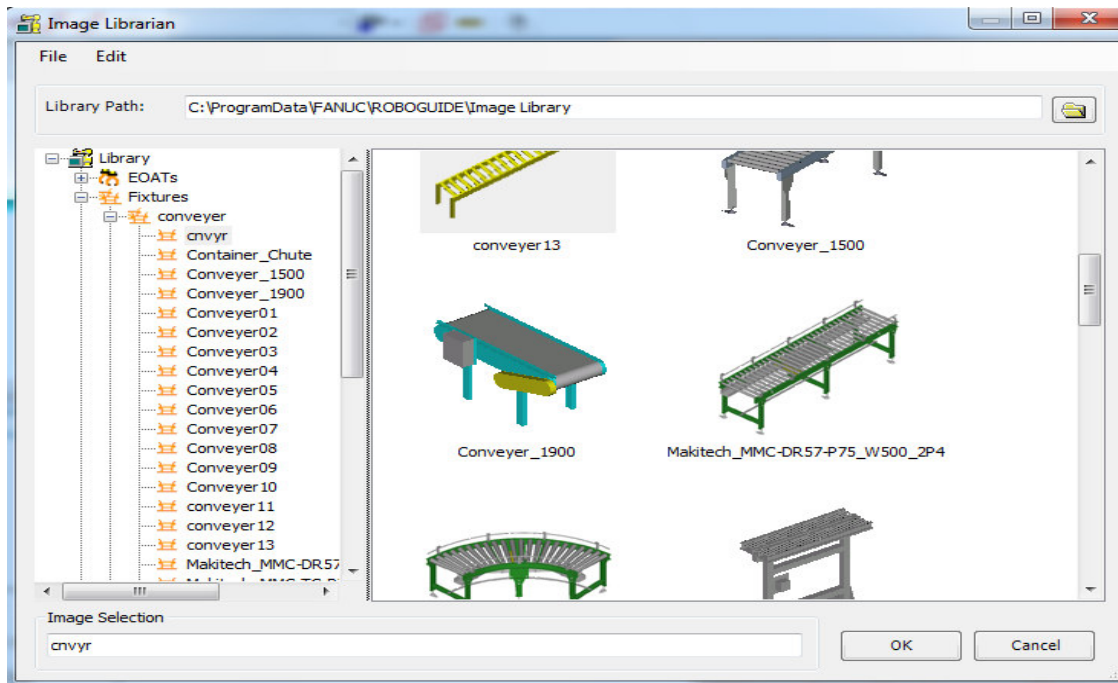 Image Librarian
File Edit
Library Path: C:\ProgramData\FANUC\ROBOGUIDE\Image Library
Library
EOATs
Fixtures
conveyer
cnvyr
Container_Chute
Conveyer_1500
Conveyer_1900
Conveyer01
Conveyer02
Conveyer03
Conveyer04
Conveyer05
Conveyer06
Conveyer07
Conveyer08
Conveyer09
Conveyer10
conveyer11
conveyer12
conveyer13
Makitech_MMC-DR57
conveyer13 Conveyer_1500
Conveyer_1900 Makitech_MMC-DR57-P75_W500_2P4
Image Selection
cnvyr OK Cancel